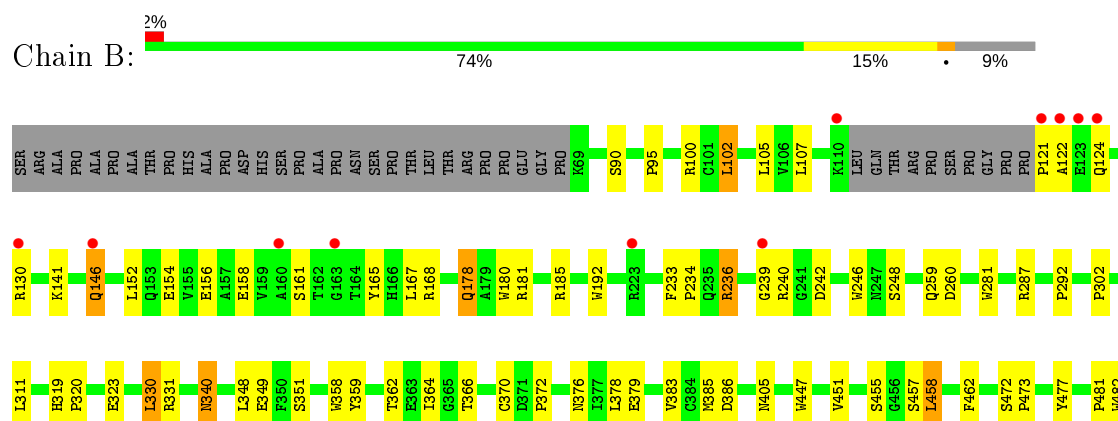 2%
Chain B:
74% 15% • 9%
SER ARG ALA PRO ALA PRO ALA THR PRO HIS ALA PRO ASP HIS SER PRO ALA PRO ASN SER PRO THR LEU THR ARG PRO PRO GLU GLY PRO K69 S90 P95 R100 C101 L102 L105 V106 L107 K110 LEU GLN THR ARG PRO SER PRO GLY PRO PRO P121 A122 E123 Q124
R130 K141 Q146 L152 Q153 E154 V155 E156 A157 E158 V159 A160 S161 T162 G163 T164 Y165 H166 L167 R168 Q178 A179 W180 R181 R185 W192 R223 F233 P234 Q235 R236 G239 R240 G241 D242 W246 N247 S248 Q259 D260 W281 R287 P292 P302
L311 H319 P320 E323 L330 R331 N340 L348 E349 F350 S351 W358 Y359 T362 E363 I364 G365 T366 C370 D371 P372 N376 I377 L378 E379 V383 C384 M385 D386 N405 W447 V451 S455 G456 S457 L458 F462 S472 P473 Y477 P481 W482